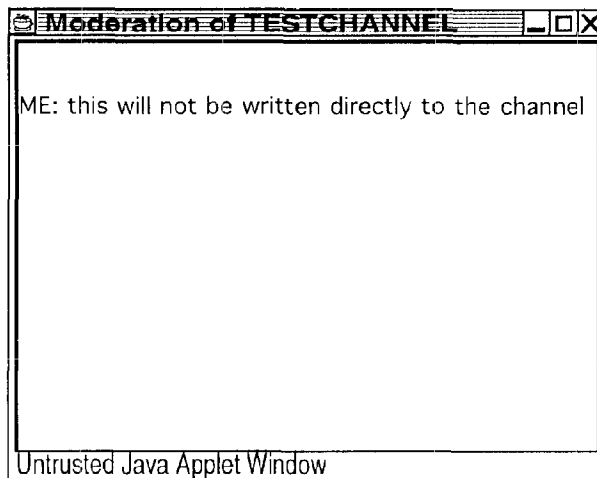 Moderation of TESTCHANNEL
ME: this will not be written directly to the channel
Untrusted Java Applet Window